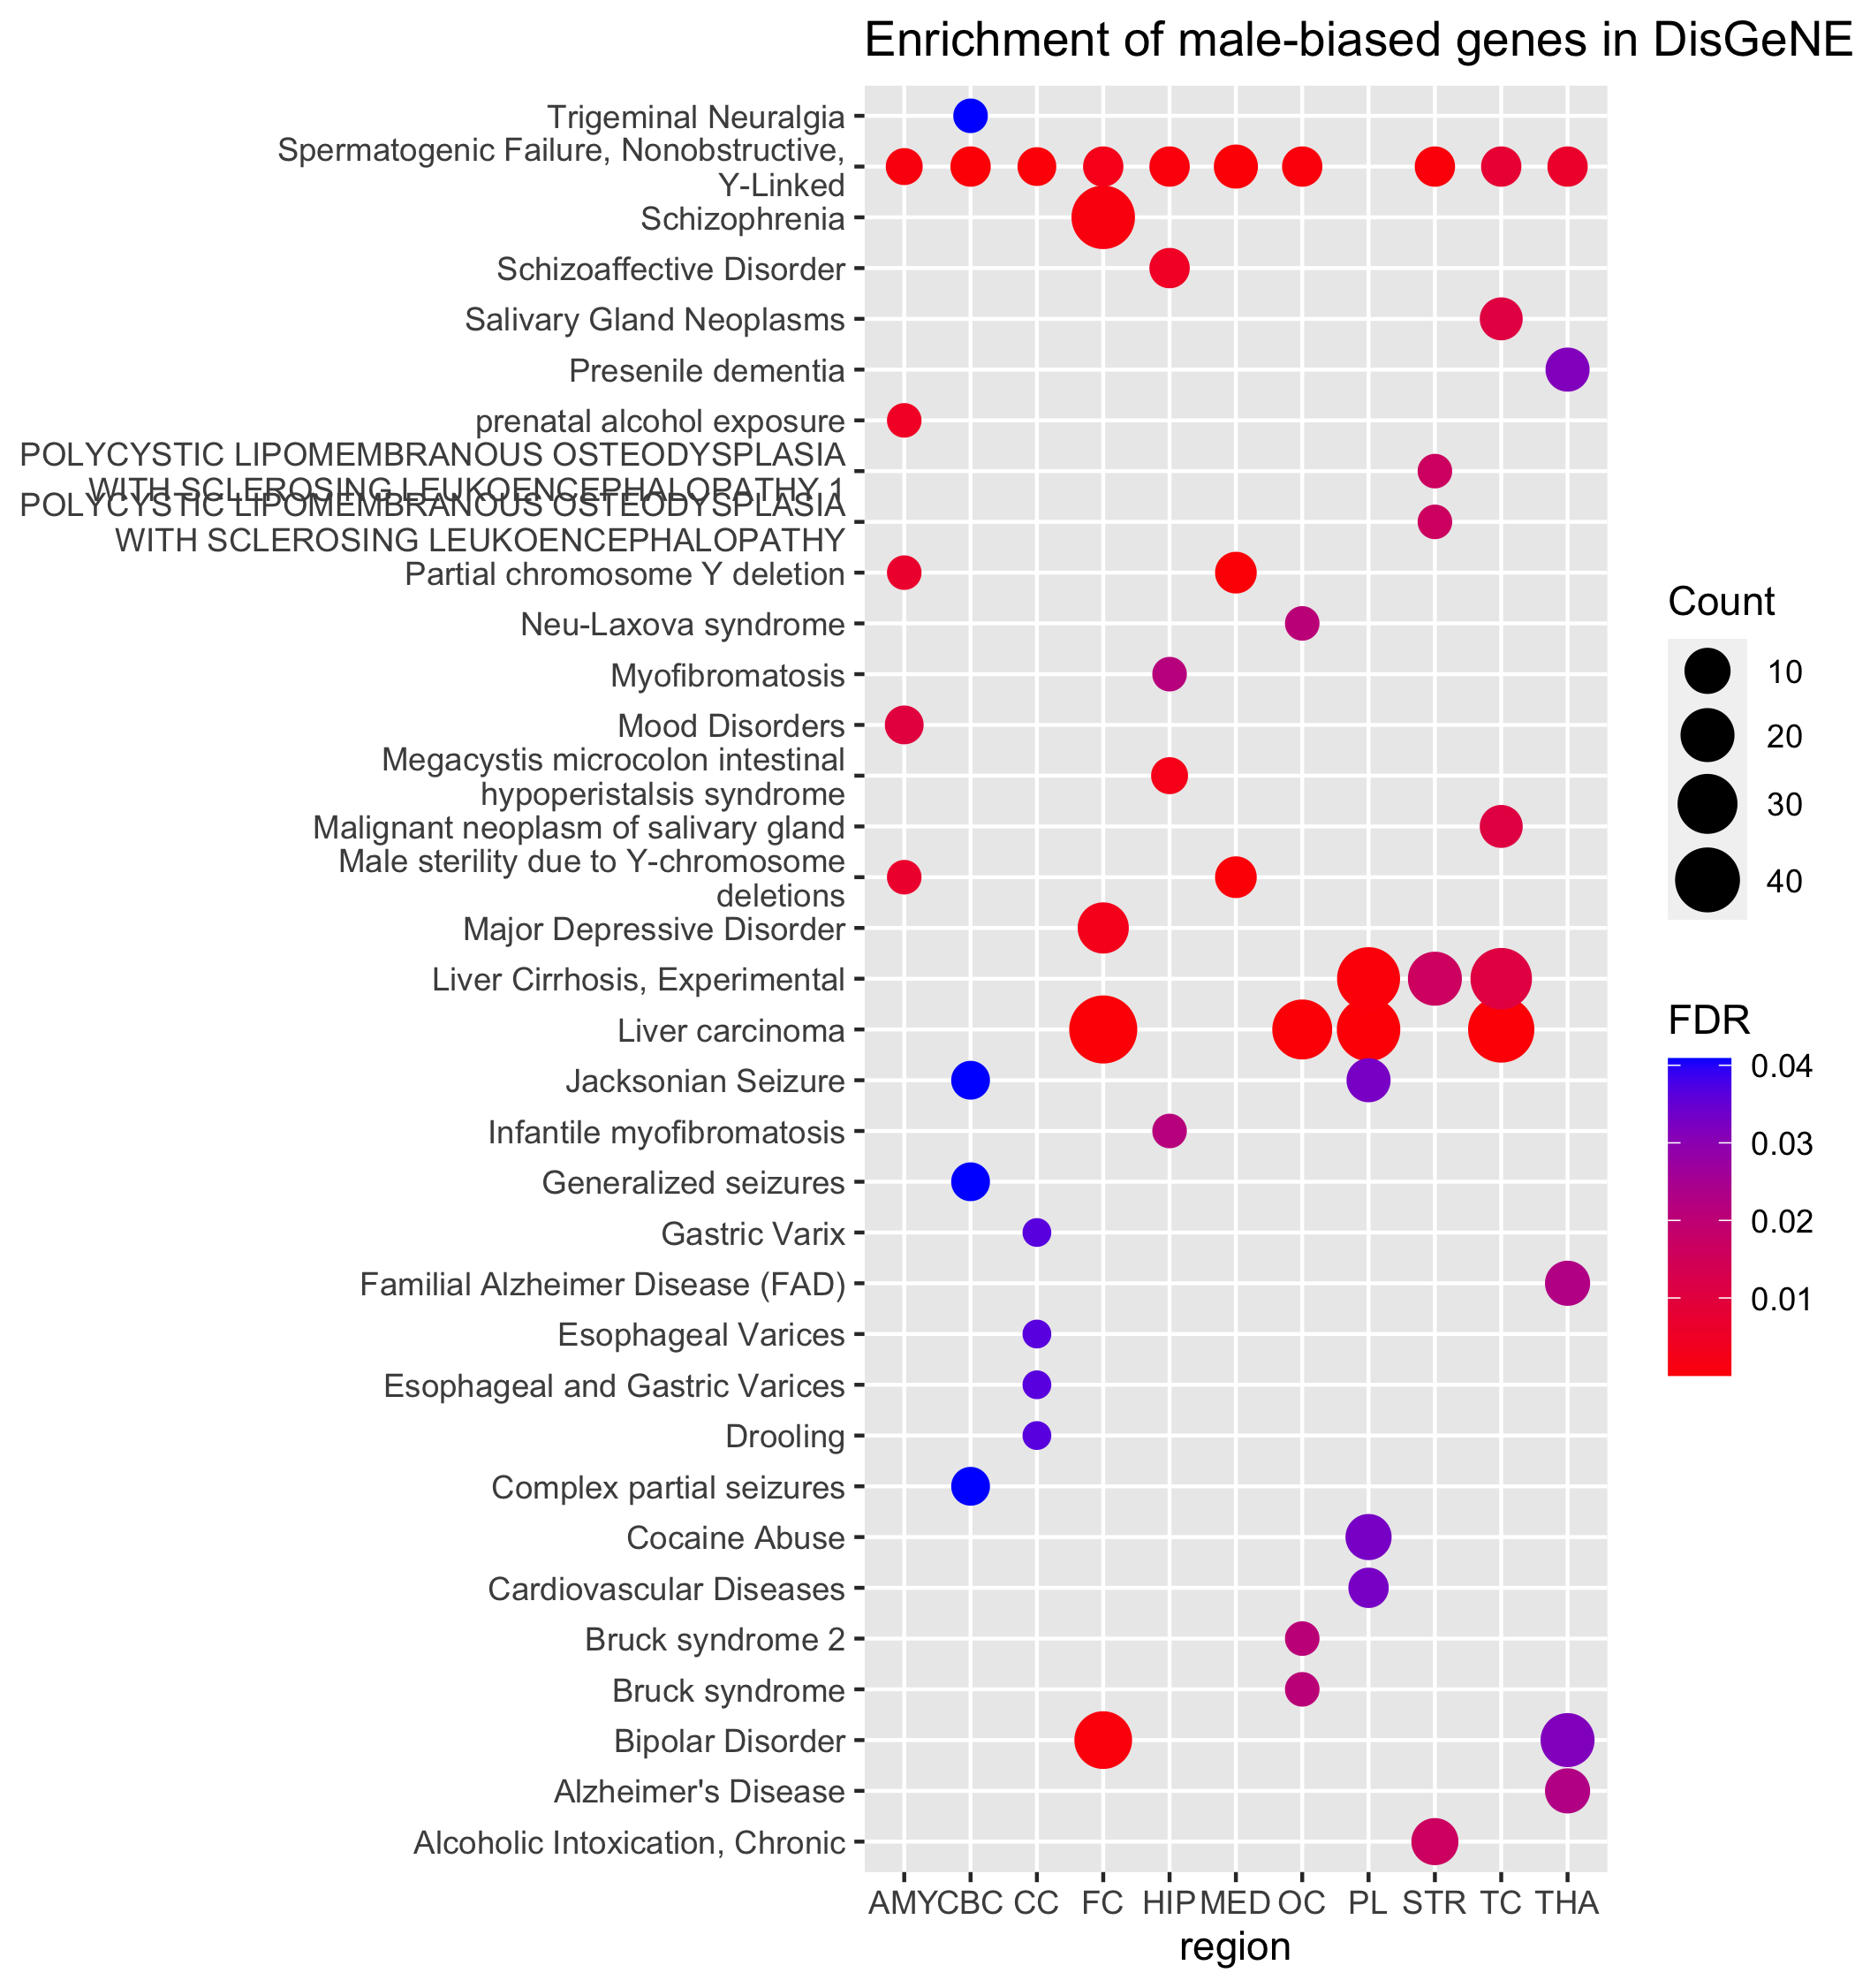 Enrichment of male-biased genes in DisGeNE
Trigeminal Neuralgia
Spermatogenic Failure, Nonobstructive,
Y-Linked
Schizophrenia
Schizoaffective Disorder
Salivary Gland Neoplasms
Presenile dementia
prenatal alcohol exposure
POLYCYSTIC LIPOMEMBRANOUS OSTEODYSPLASIA
WITH SCLEROSING LEUKOENCEPHALOPATHY 1
POLYCYSTIC LIPOMEMBRANOUS OSTEODYSPLASIA
WITH SCLEROSING LEUKOENCEPHALOPATHY
Partial chromosome Y deletion
Neu-Laxova syndrome
Myofibromatosis
Mood Disorders
Megacystis microcolon intestinal
hypoperistalsis syndrome
Malignant neoplasm of salivary gland
Male sterility due to Y-chromosome
deletions
Major Depressive Disorder
Liver Cirrhosis, Experimental
Liver carcinoma
Jacksonian Seizure
Infantile myofibromatosis
Generalized seizures
Gastric Varix
Familial Alzheimer Disease (FAD)
Esophageal Varices
Esophageal and Gastric Varices
Drooling
Complex partial seizures
Cocaine Abuse
Cardiovascular Diseases
Bruck syndrome 2
Bruck syndrome
Bipolar Disorder
Alzheimer's Disease
Alcoholic Intoxication, Chronic
AMY CBC CC FC HIP MED OC PL STR TC THA
region
Count
10
20
30
40
FDR
0.04
0.03
0.02
0.01